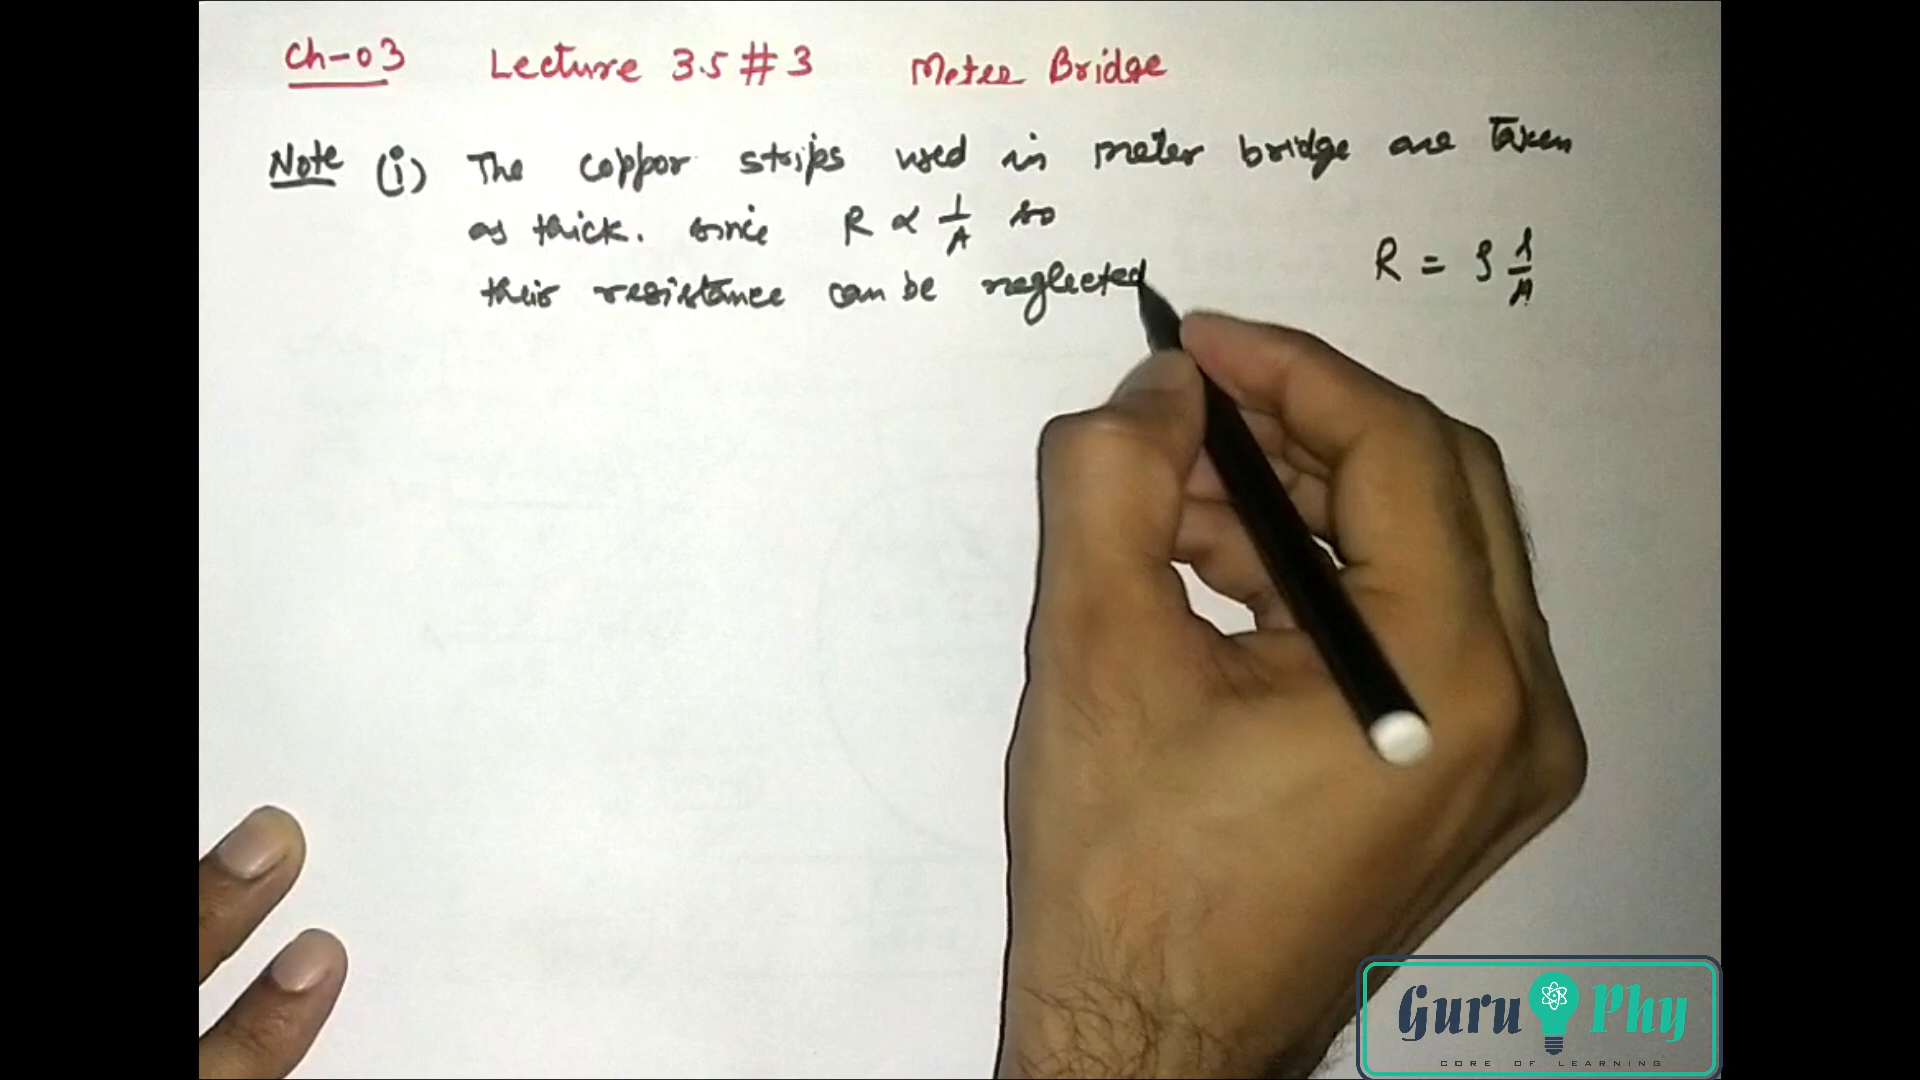 Ch-03 Lecture 3.5 # 3 Meter Bridge
Note (i) The coppor strips used in meter bridge are Taken
as thick. since R ∝ 1/A so
R = ρ l/A
their resistance can be neglected
Guru Phy
CORE OF LEARNING